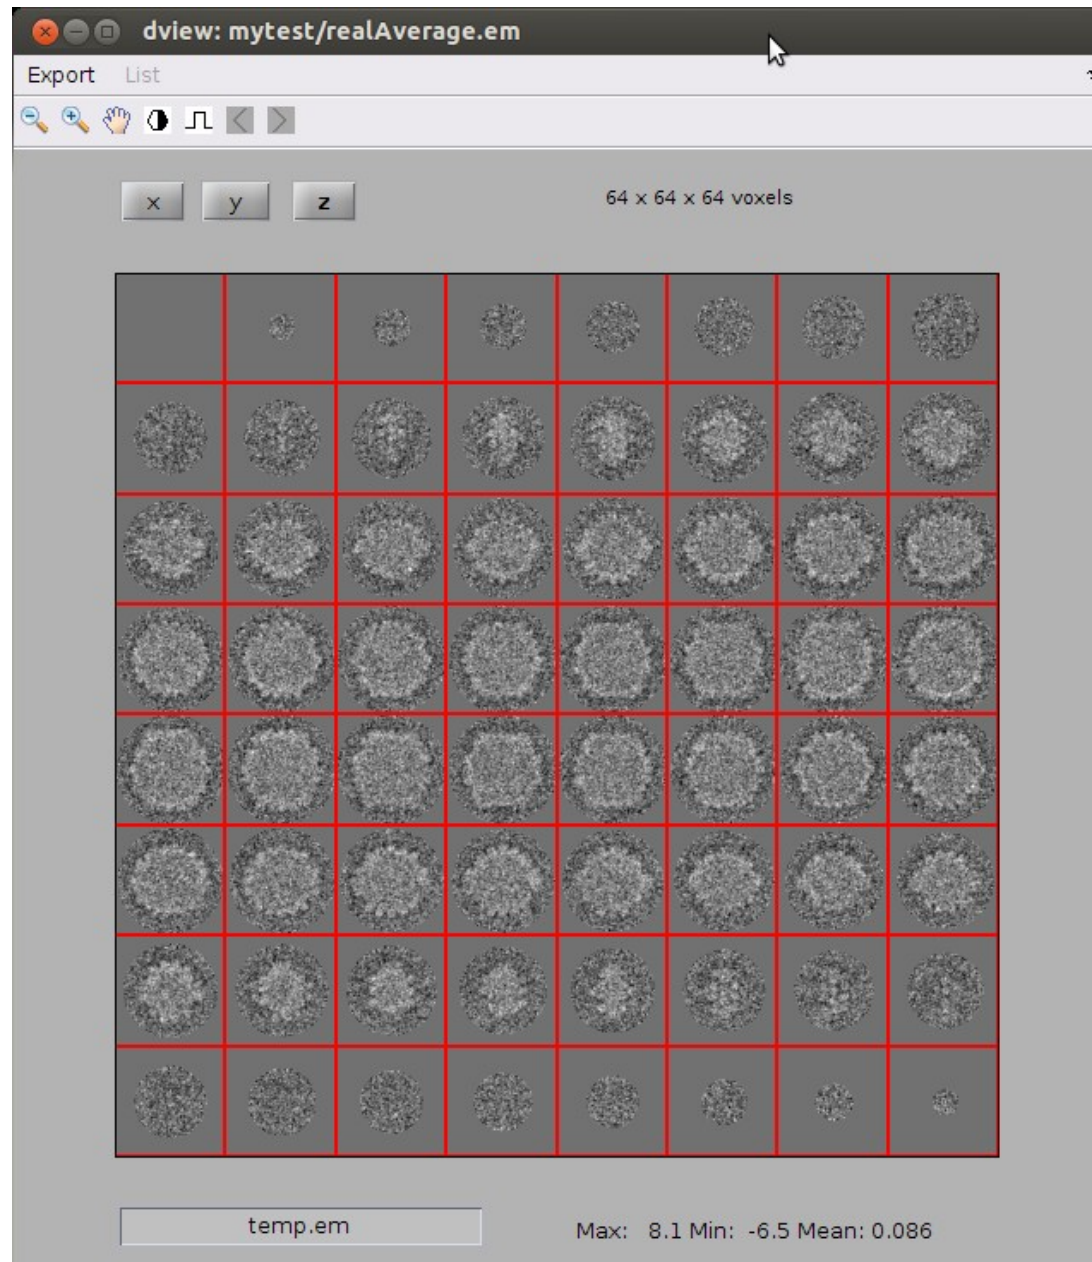 dview: mytest/realAverage.em
Export List
x y z
64 x 64 x 64 voxels
temp.em
Max: 8.1 Min: -6.5 Mean: 0.086